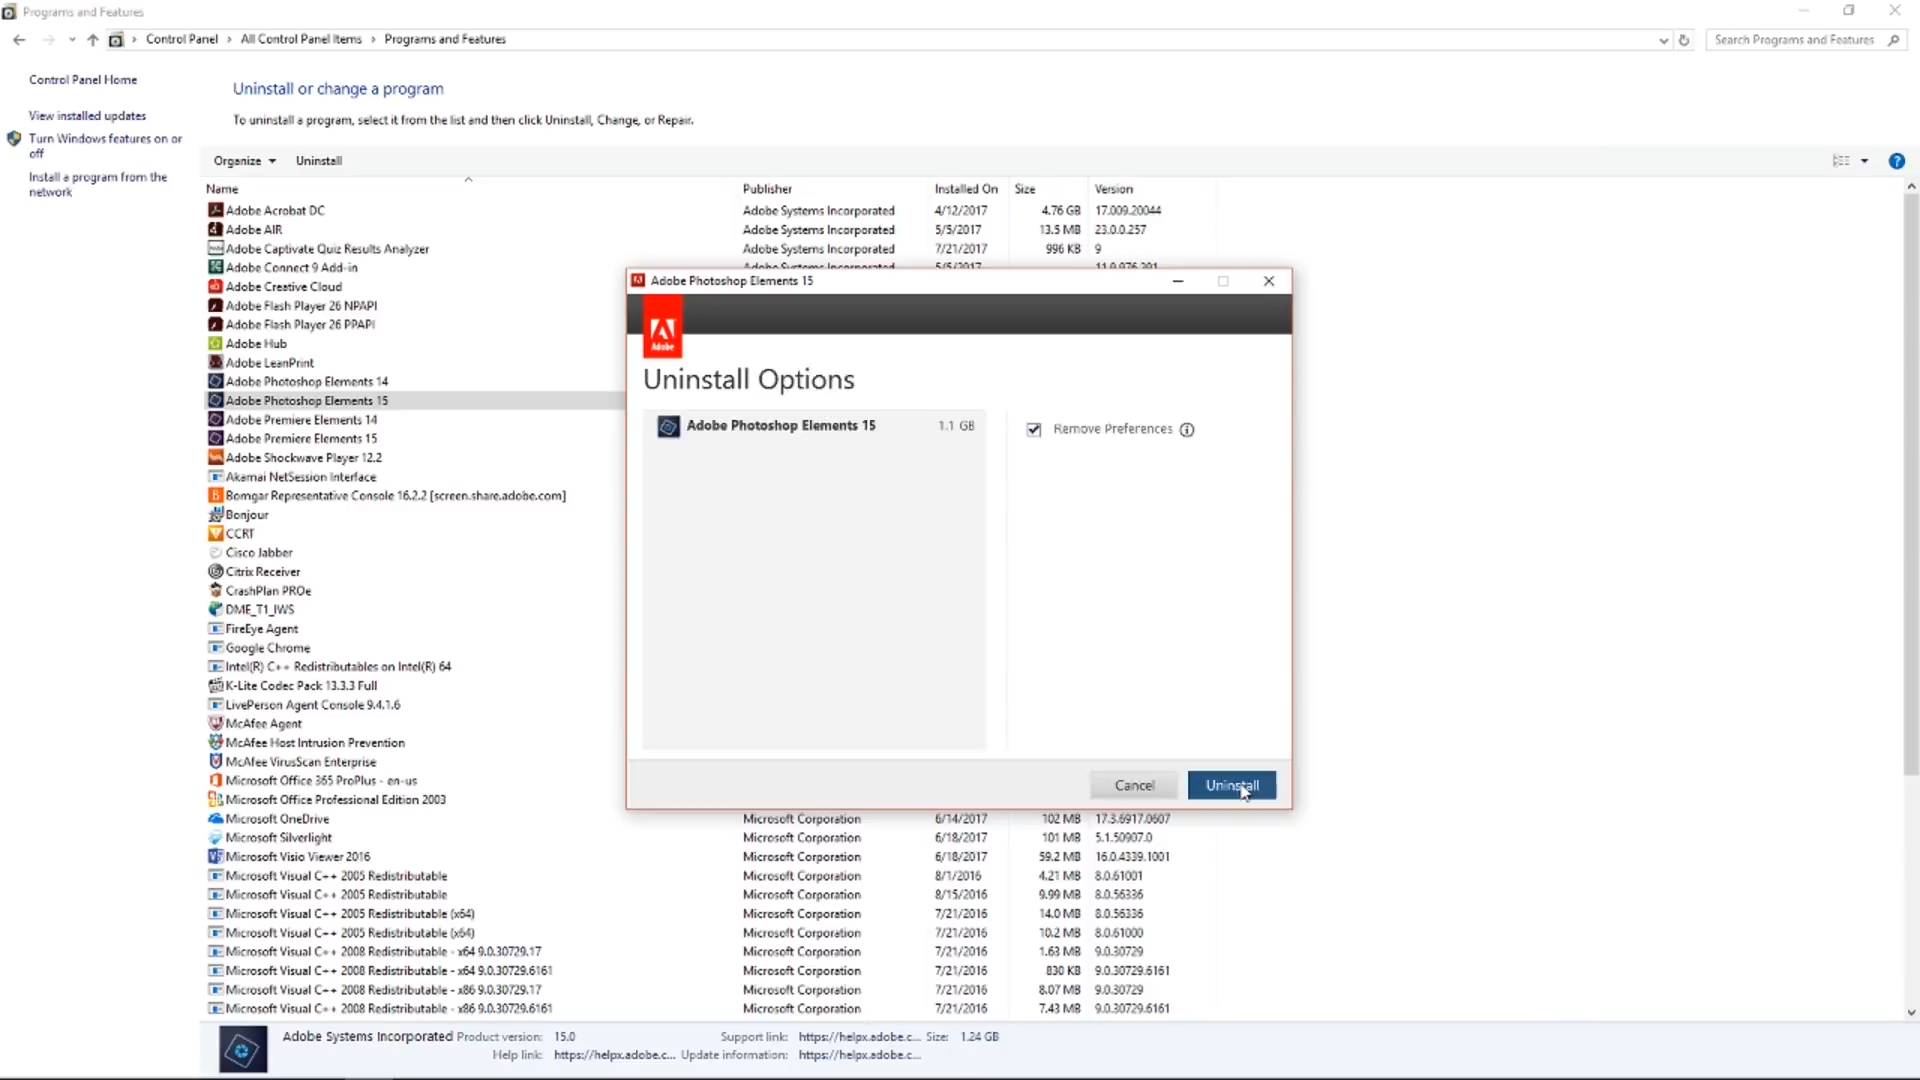 Programs and Features
Control Panel › All Control Panel Items › Programs and Features
Search Programs and Features
Control Panel Home
View installed updates
Turn Windows features on or
off
Install a program from the
network
Uninstall or change a program
To uninstall a program, select it from the list and then click Uninstall, Change, or Repair.
Organize Uninstall
Name Publisher Installed On Size Version
Adobe Acrobat DC Adobe Systems Incorporated 4/12/2017 4.76 GB 17.009.20044
Adobe AIR Adobe Systems Incorporated 5/5/2017 13.5 MB 23.0.0.257
Adobe Captivate Quiz Results Analyzer Adobe Systems Incorporated 7/21/2017 996 KB 9
Adobe Connect 9 Add-in Adobe Systems Incorporated 5/5/2017 11.9.976.291
Adobe Creative Cloud
Adobe Flash Player 26 NPAPI
Adobe Flash Player 26 PPAPI
Adobe Hub
Adobe LeanPrint
Adobe Photoshop Elements 14
Adobe Photoshop Elements 15
Adobe Premiere Elements 14
Adobe Premiere Elements 15
Adobe Shockwave Player 12.2
Akamai NetSession Interface
Bomgar Representative Console 16.2.2 [screen.share.adobe.com]
Bonjour
CCRT
Cisco Jabber
Citrix Receiver
CrashPlan PROe
DME_T1_IWS
FireEye Agent
Google Chrome
Intel(R) C++ Redistributables on Intel(R) 64
K-Lite Codec Pack 13.3.3 Full
LivePerson Agent Console 9.4.1.6
McAfee Agent
McAfee Host Intrusion Prevention
McAfee VirusScan Enterprise
Microsoft Office 365 ProPlus - en-us
Microsoft Office Professional Edition 2003
Adobe Photoshop Elements 15
Adobe
Uninstall Options
Adobe Photoshop Elements 15 1.1 GB
Remove Preferences
Cancel Uninstall
Microsoft OneDrive Microsoft Corporation 6/14/2017 102 MB 17.3.6917.0607
Microsoft Silverlight Microsoft Corporation 6/18/2017 101 MB 5.1.50907.0
Microsoft Visio Viewer 2016 Microsoft Corporation 6/18/2017 59.2 MB 16.0.4339.1001
Microsoft Visual C++ 2005 Redistributable Microsoft Corporation 8/1/2016 4.21 MB 8.0.61001
Microsoft Visual C++ 2005 Redistributable Microsoft Corporation 8/15/2016 9.99 MB 8.0.56336
Microsoft Visual C++ 2005 Redistributable (x64) Microsoft Corporation 7/21/2016 14.0 MB 8.0.56336
Microsoft Visual C++ 2005 Redistributable (x64) Microsoft Corporation 7/21/2016 10.2 MB 8.0.61000
Microsoft Visual C++ 2008 Redistributable - x64 9.0.30729.17 Microsoft Corporation 7/21/2016 1.63 MB 9.0.30729
Microsoft Visual C++ 2008 Redistributable - x64 9.0.30729.6161 Microsoft Corporation 7/21/2016 830 KB 9.0.30729.6161
Microsoft Visual C++ 2008 Redistributable - x86 9.0.30729.17 Microsoft Corporation 7/21/2016 8.07 MB 9.0.30729
Microsoft Visual C++ 2008 Redistributable - x86 9.0.30729.6161 Microsoft Corporation 7/21/2016 7.43 MB 9.0.30729.6161
Adobe Systems Incorporated Product version: 15.0 Support link: https://helpx.adobe.c... Size: 1.24 GB
Help link: https://helpx.adobe.c... Update information: https://helpx.adobe.c...